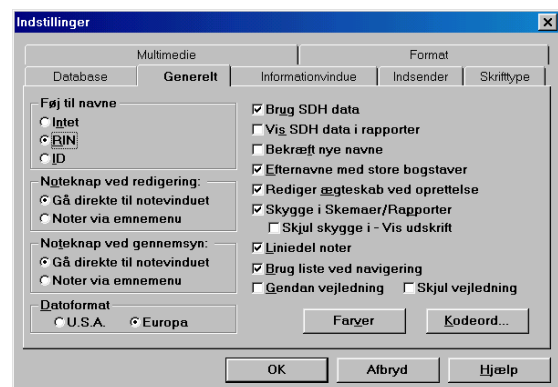 Indstillinger
Multimedie Format
Database Generelt Informationvindue Indsender Skrifttype
Føj til navne
Intet
RIN
ID
Noteknap ved redigering:
Gå direkte til notevinduet
Noter via emnemenu
Noteknap ved gennemsyn:
Gå direkte til notevinduet
Noter via emnemenu
Datoformat
U.S.A. Europa
Brug SDH data
Vis SDH data i rapporter
Bekræft nye navne
Efternavne med store bogstaver
Rediger ægteskab ved oprettelse
Skygge i Skemaer/Rapporter
Skjul skygge i - Vis udskrift
Liniedel noter
Brug liste ved navigering
Gendan vejledning Skjul vejledning
Farver Kodeord...
OK Afbryd Hjælp